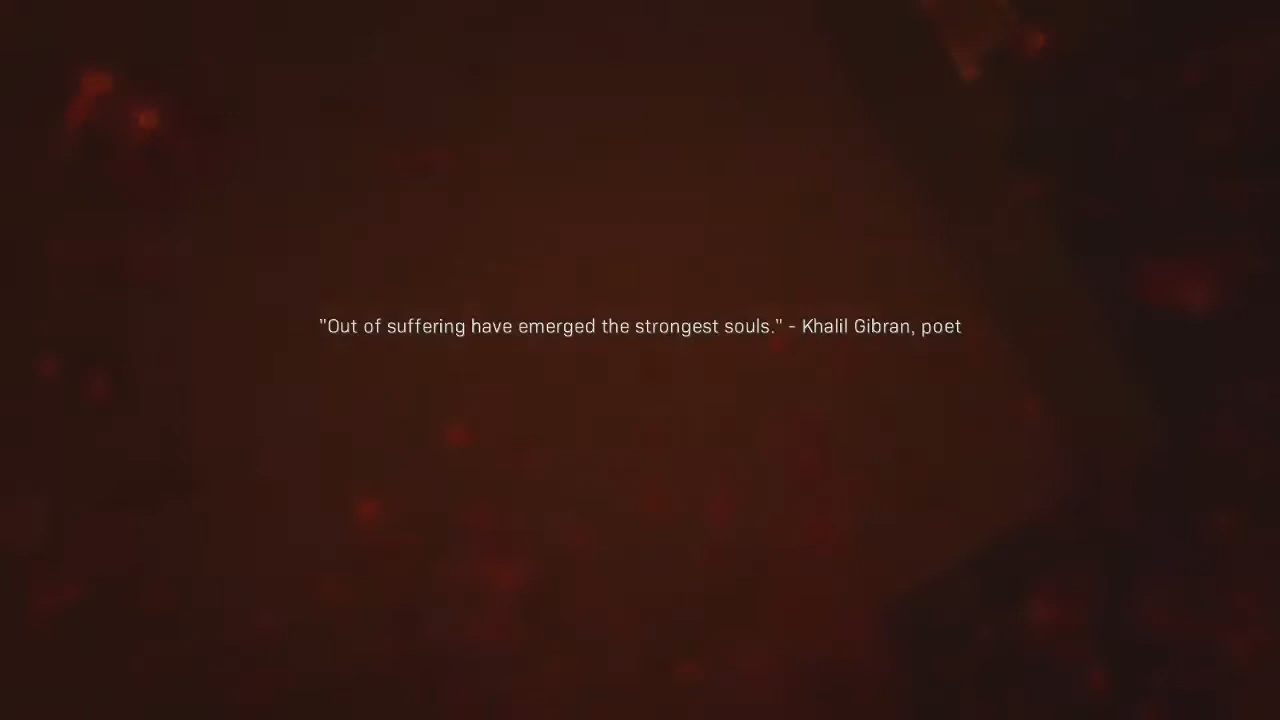 "Out of suffering have emerged the strongest souls." - Khalil Gibran, poet